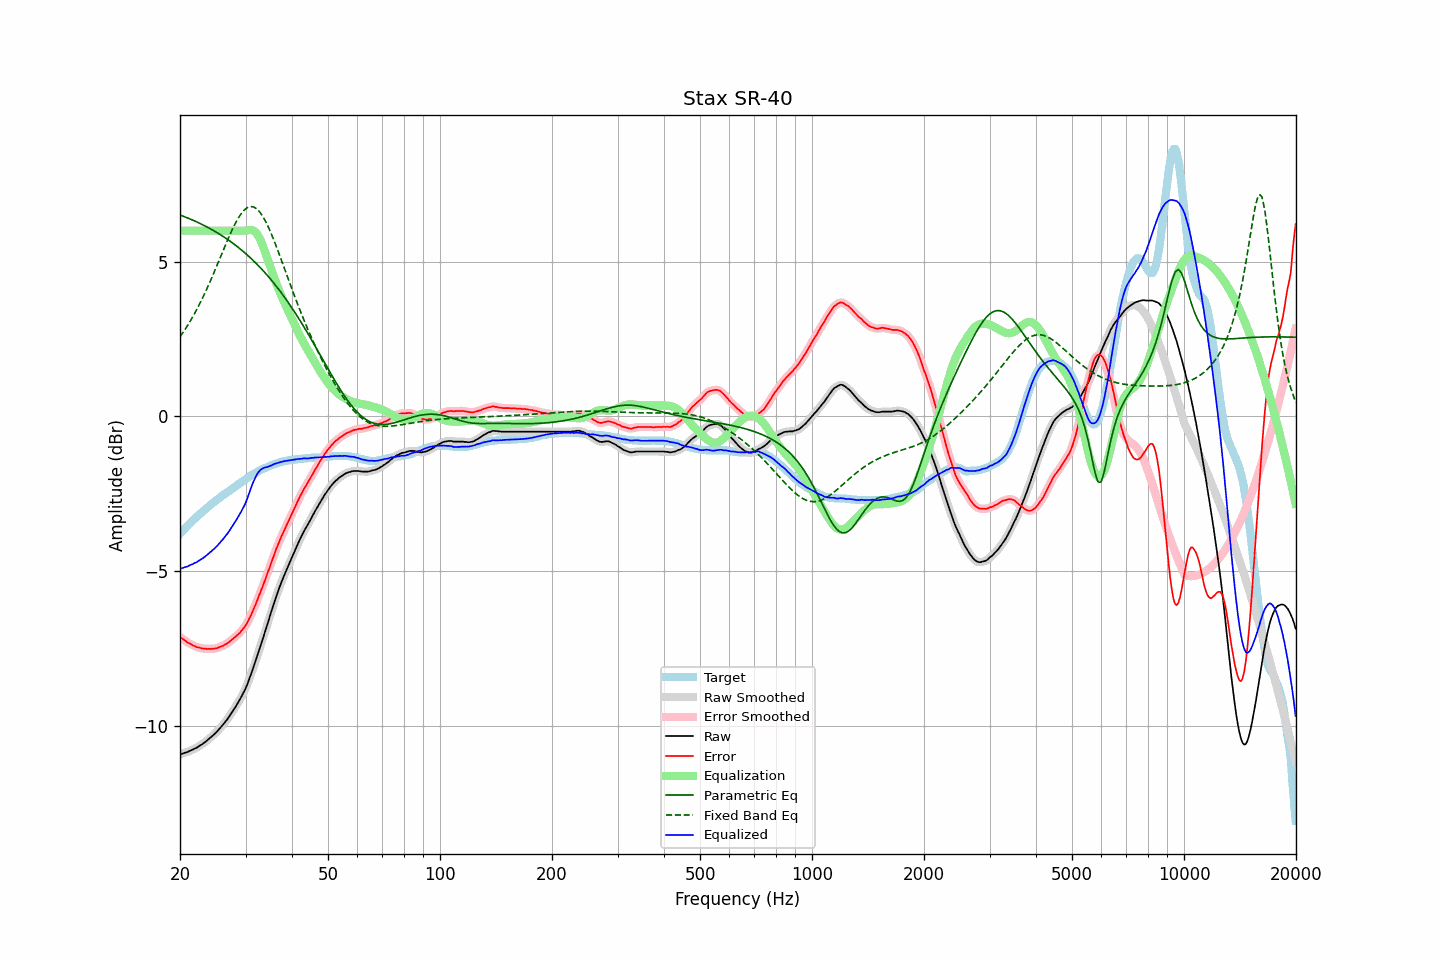 Stax SR-40
Amplitude (dBr)
5
0
−5
−10
Target
Raw Smoothed
Error Smoothed
Raw
Error
Equalization
Parametric Eq
Fixed Band Eq
Equalized
20 50 100 200 500 1000 2000 5000 10000 20000
Frequency (Hz)